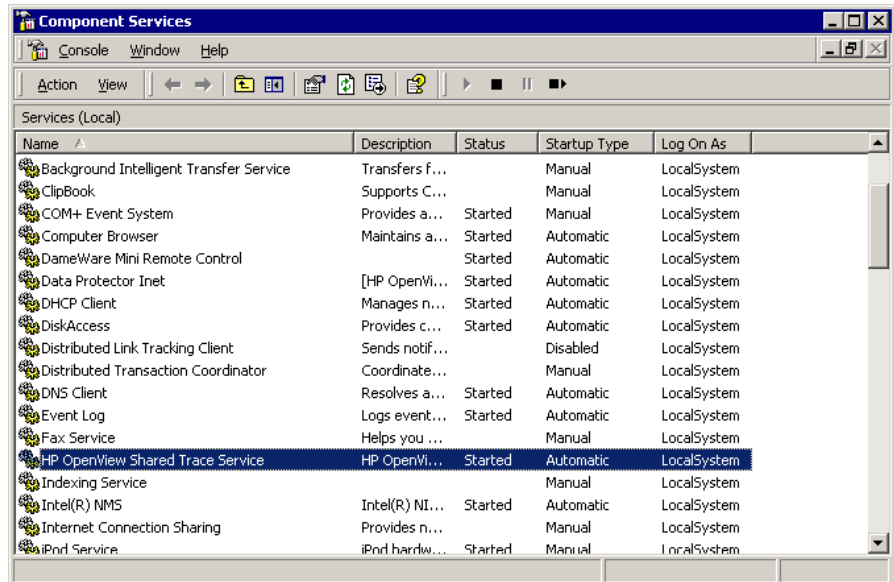 Component Services
Console Window Help
Action View
Services (Local)
Name Description Status Startup Type Log On As
Background Intelligent Transfer Service Transfers f... Manual LocalSystem
ClipBook Supports C... Manual LocalSystem
COM+ Event System Provides a... Started Manual LocalSystem
Computer Browser Maintains a... Started Automatic LocalSystem
DameWare Mini Remote Control Started Automatic LocalSystem
Data Protector Inet [HP OpenVi... Started Automatic LocalSystem
DHCP Client Manages n... Started Automatic LocalSystem
DiskAccess Provides c... Started Automatic LocalSystem
Distributed Link Tracking Client Sends notif... Disabled LocalSystem
Distributed Transaction Coordinator Coordinate... Manual LocalSystem
DNS Client Resolves a... Started Automatic LocalSystem
Event Log Logs event... Started Automatic LocalSystem
Fax Service Helps you ... Manual LocalSystem
HP OpenView Shared Trace Service HP OpenVi... Started Automatic LocalSystem
Indexing Service Manual LocalSystem
Intel(R) NMS Intel(R) NI... Started Automatic LocalSystem
Internet Connection Sharing Provides n... Manual LocalSystem
iPod Service iPod hardw... Started Manual LocalSystem